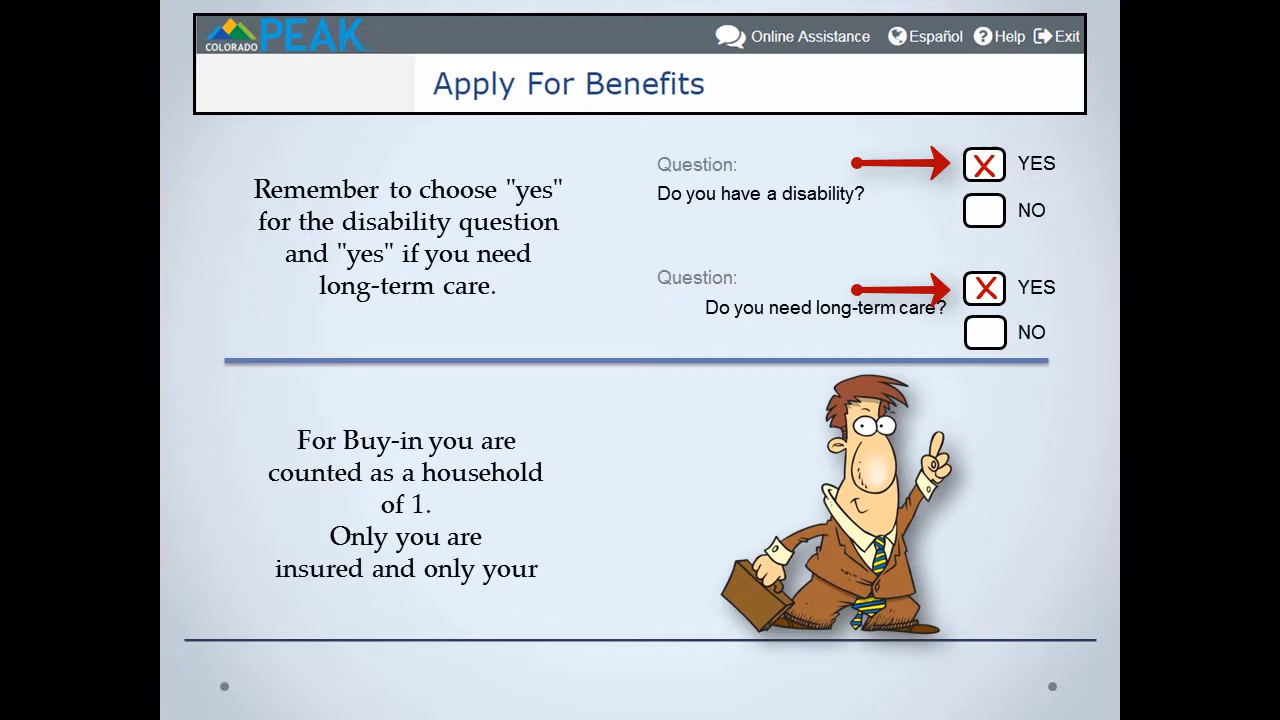 COLORADO PEAK
Online Assistance Español Help Exit
Apply For Benefits
Remember to choose "yes"
for the disability question
and "yes" if you need
long-term care.
Question:
Do you have a disability?
X YES
NO
Question:
Do you need long-term care?
X YES
NO
For Buy-in you are
counted as a household
of 1.
Only you are
insured and only your